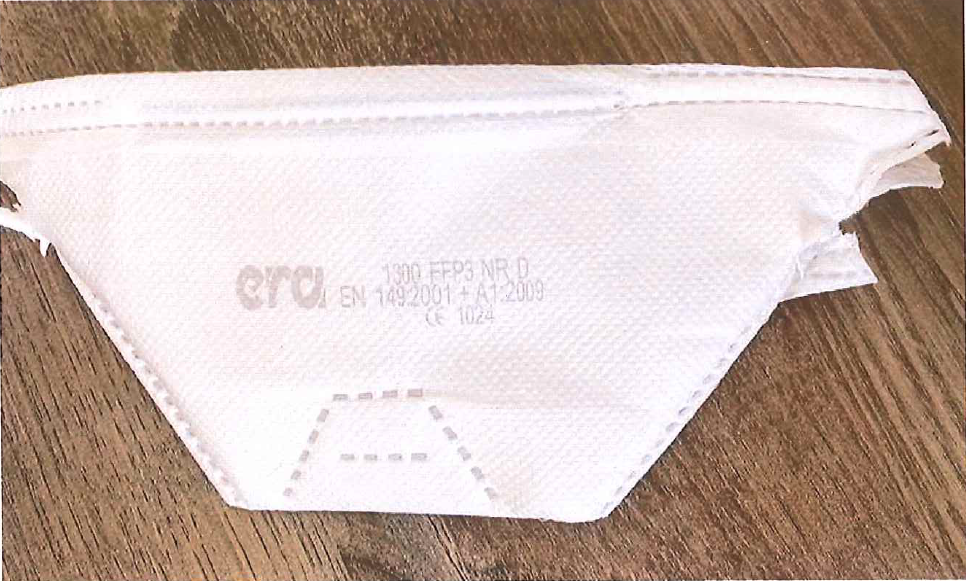 era
1300 FFP3 NR D
EN 149:2001 + A1:2009
CE 1024